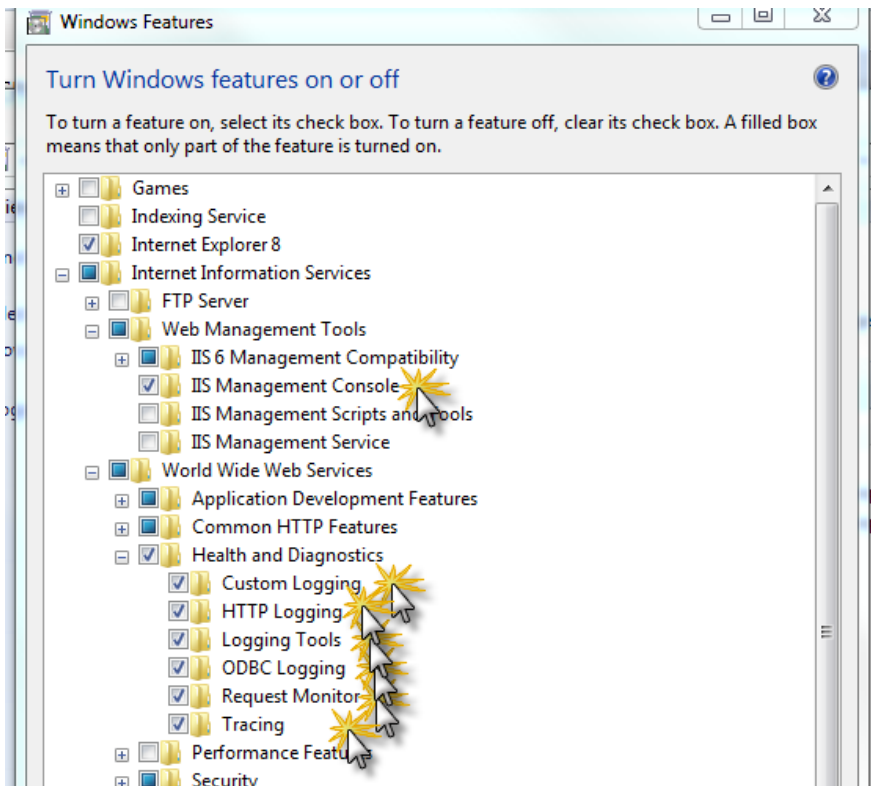 Windows Features
Turn Windows features on or off
To turn a feature on, select its check box. To turn a feature off, clear its check box. A filled box
means that only part of the feature is turned on.
Games
Indexing Service
Internet Explorer 8
Internet Information Services
FTP Server
Web Management Tools
IIS 6 Management Compatibility
IIS Management Console
IIS Management Scripts and Tools
IIS Management Service
World Wide Web Services
Application Development Features
Common HTTP Features
Health and Diagnostics
Custom Logging
HTTP Logging
Logging Tools
ODBC Logging
Request Monitor
Tracing
Performance Features
Security